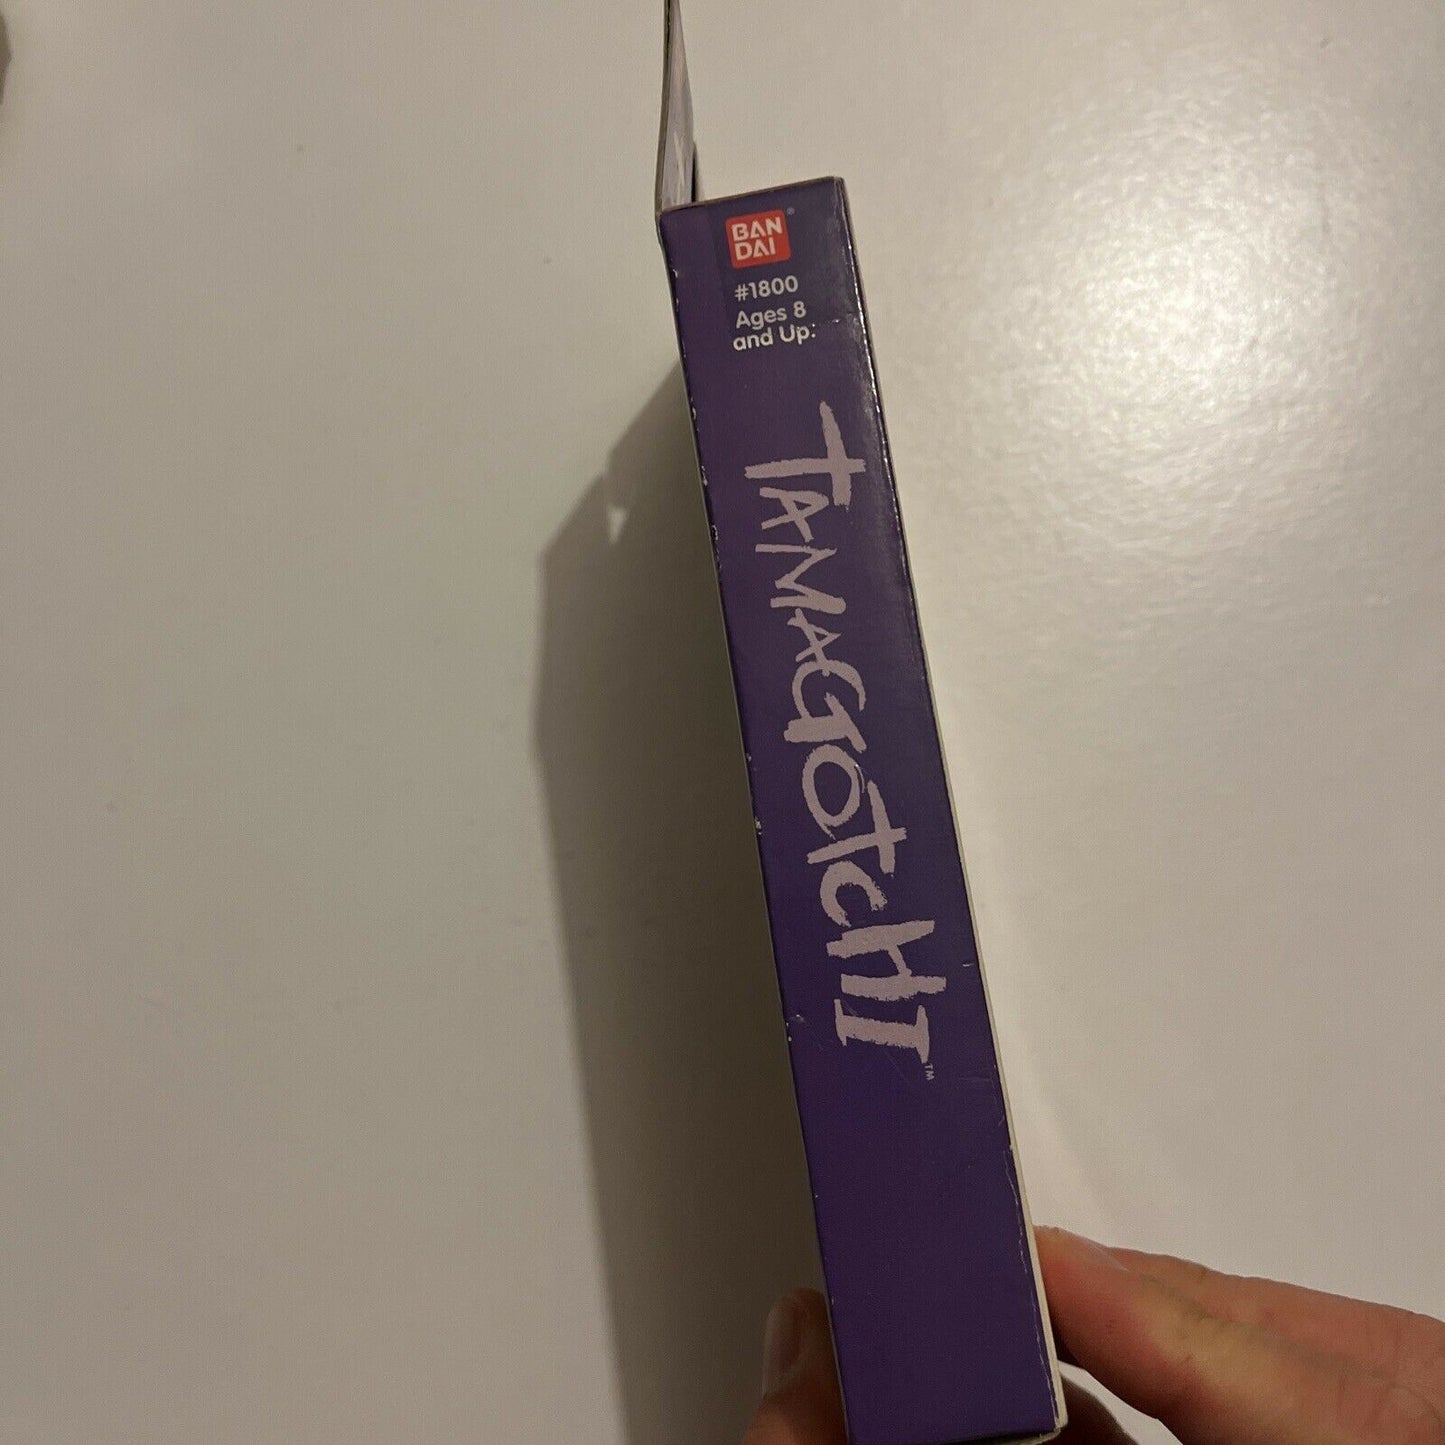 BAN
DAI
®
#1800
Ages 8
and Up.
TAMAGOTCHI™